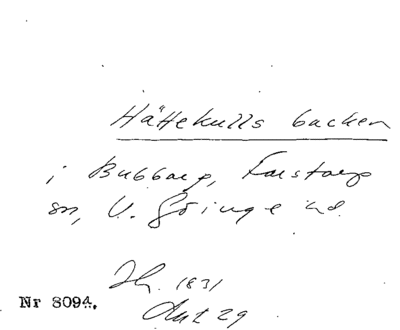 Hättekulls backen
i Bubbarp, Farstorp
sn, V. Göinge hd.
1831
Nr 8094.
29